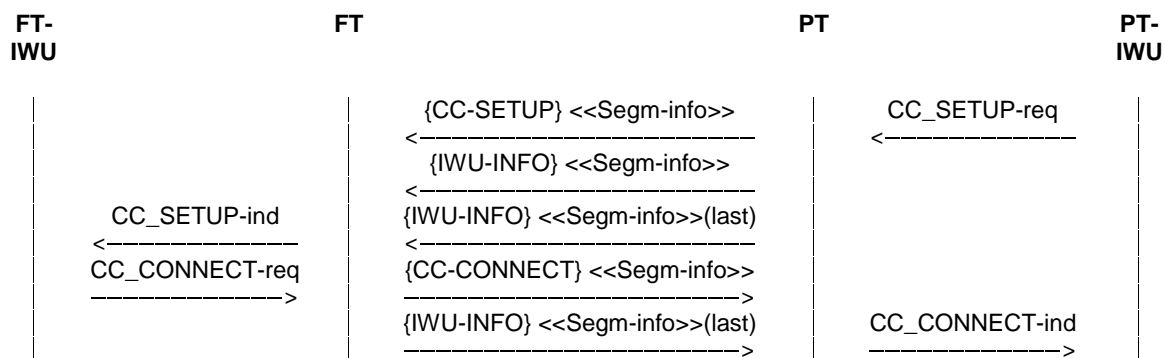 FT-IWU FT PT PT-IWU
{CC-SETUP} <<Segm-info>> CC_SETUP-req
{IWU-INFO} <<Segm-info>>
CC_SETUP-ind {IWU-INFO} <<Segm-info>>(last)
CC_CONNECT-req {CC-CONNECT} <<Segm-info>>
{IWU-INFO} <<Segm-info>>(last) CC_CONNECT-ind